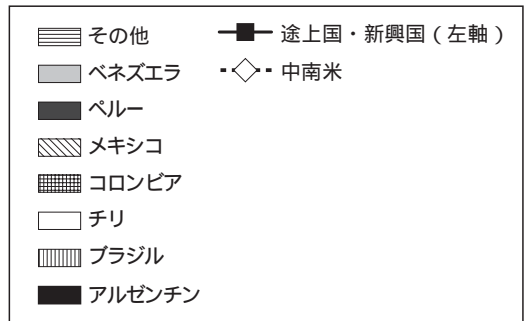 その他
ベネズエラ
ペルー
メキシコ
コロンビア
チリ
ブラジル
アルゼンチン
途上国・新興国(左軸)
中南米